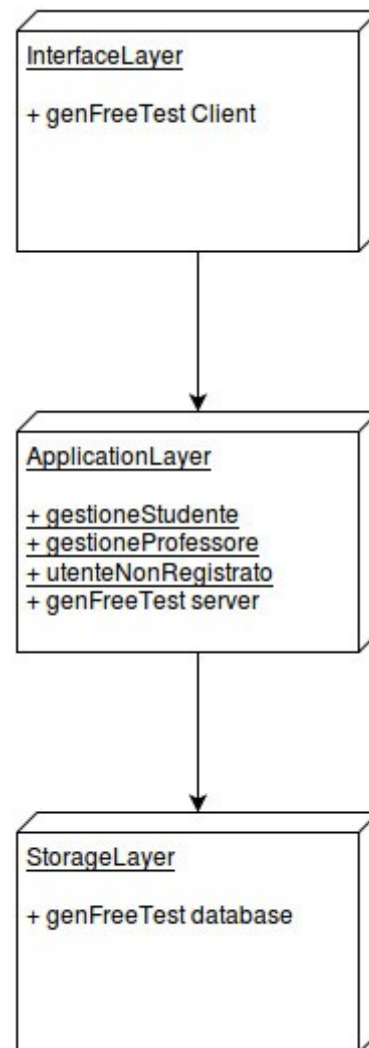 InterfaceLayer
+ genFreeTest Client
ApplicationLayer
+ gestioneStudente
+ gestioneProfessore
+ utenteNonRegistrato
+ genFreeTest server
StorageLayer
+ genFreeTest database